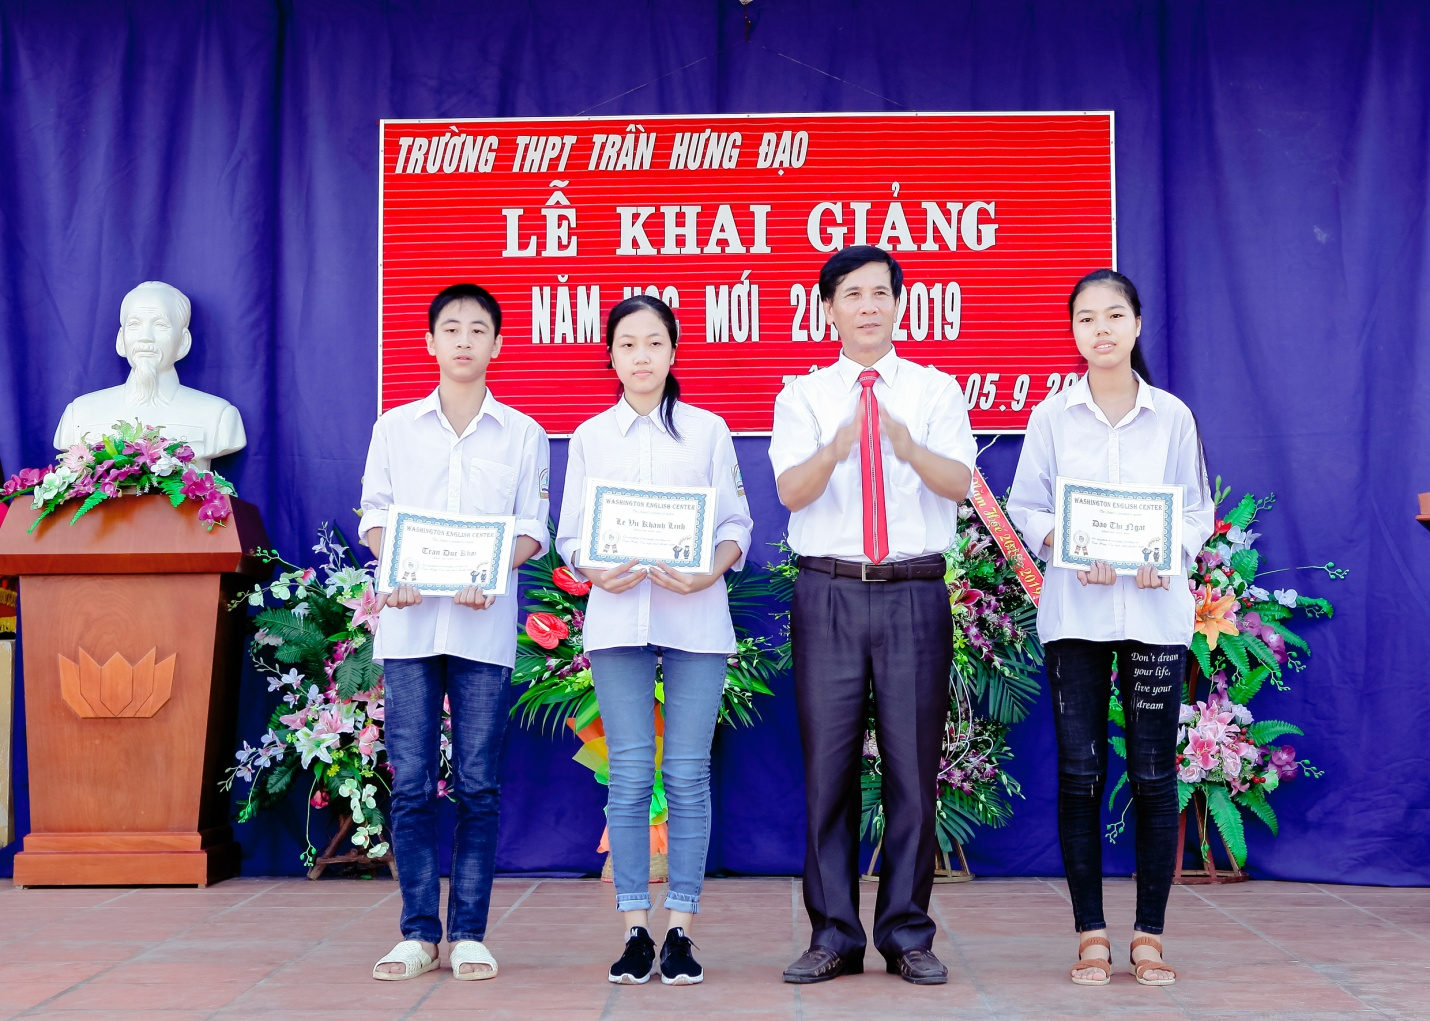 TRƯỜNG THPT TRẦN HƯNG ĐẠO
LỄ KHAI GIẢNG
NĂM HỌC MỚI 2019
05.9.
WASHINGTON ENGLISH CENTER
Tran Duc Khai
WASHINGTON ENGLISH CENTER
Le Vu Khanh Linh
WASHINGTON ENGLISH CENTER
Dao Thi Ngat
Don't dream
your life,
live your
dream